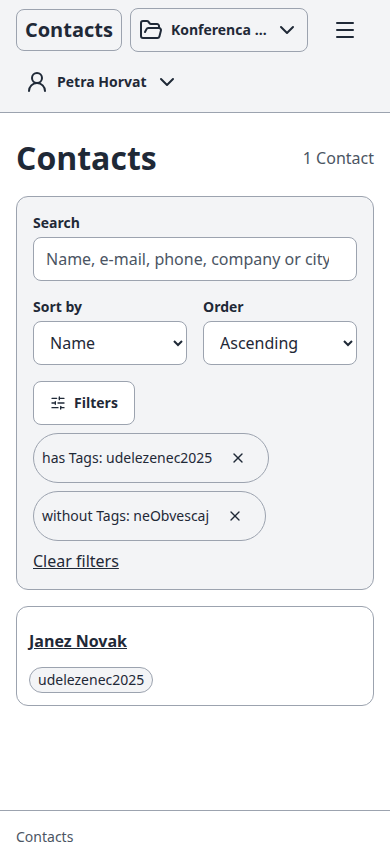 Contacts
Konferenca ...
Petra Horvat
Contacts
1 Contact
Search
Name, e-mail, phone, company or city
Sort by
Order
Name
Ascending
Filters
has Tags: udelezenec2025
without Tags: neObvescaj
Clear filters
Janez Novak
udelezenec2025
Contacts